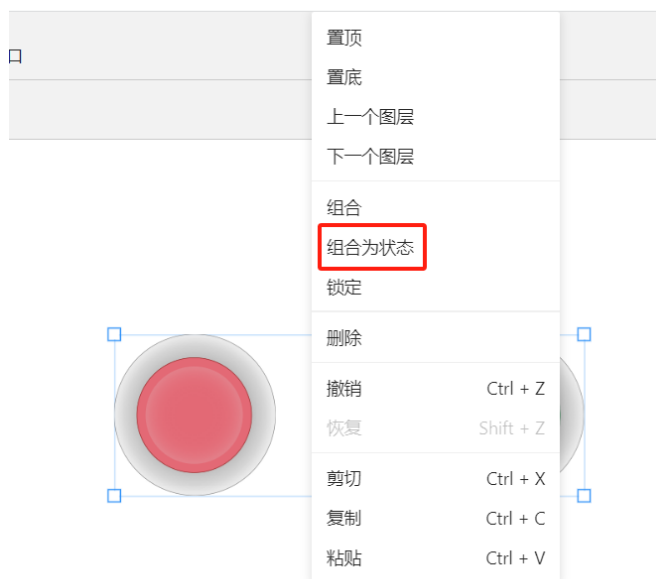 口
置顶
置底
上一个图层
下一个图层
组合
组合为状态
锁定
删除
撤销 Ctrl + Z
恢复 Shift + Z
剪切 Ctrl + X
复制 Ctrl + C
粘贴 Ctrl + V